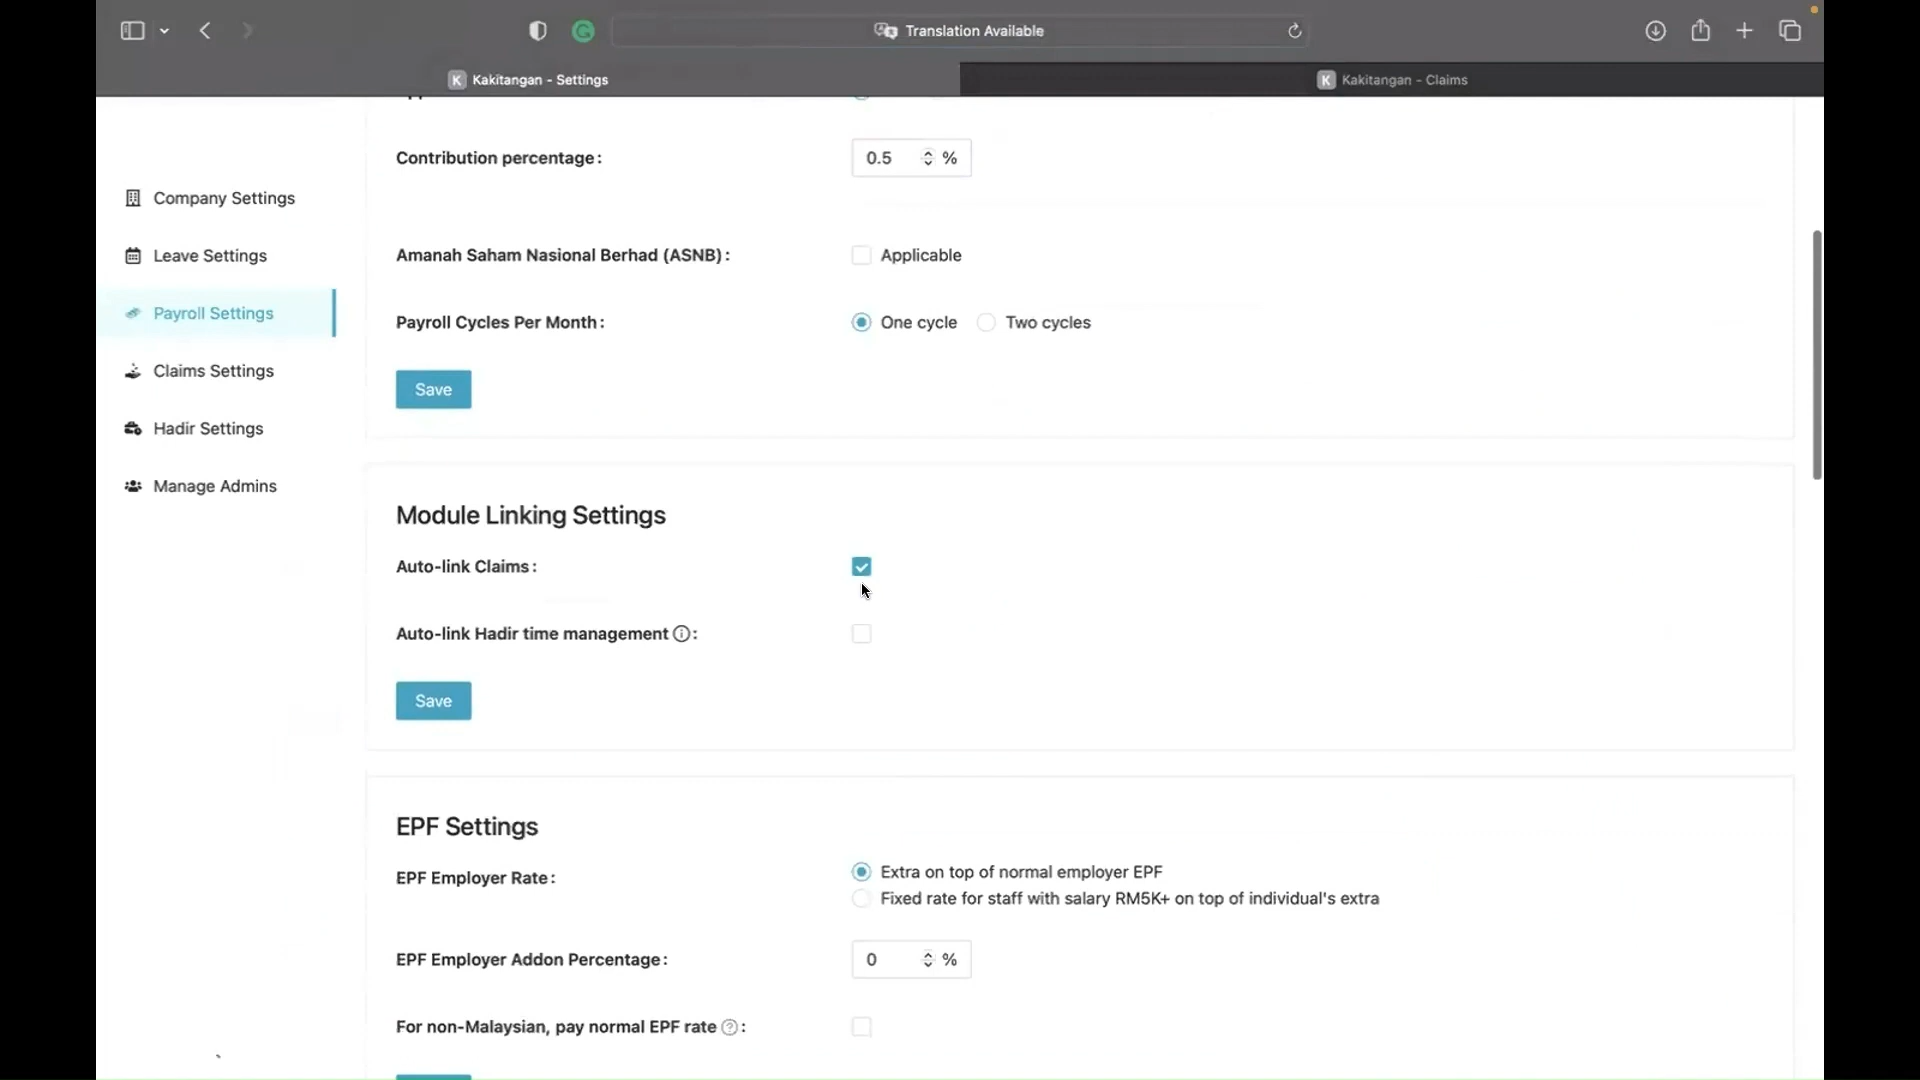 Translation Available
K Kakitangan - Settings
K Kakitangan - Claims
Contribution percentage:
0.5 %
Company Settings
Leave Settings
Amanah Saham Nasional Berhad (ASNB):
Applicable
Payroll Settings
Payroll Cycles Per Month:
One cycle
Two cycles
Claims Settings
Save
Hadir Settings
Manage Admins
Module Linking Settings
Auto-link Claims:
Auto-link Hadir time management:
Save
EPF Settings
EPF Employer Rate:
Extra on top of normal employer EPF
Fixed rate for staff with salary RM5K+ on top of individual's extra
EPF Employer Addon Percentage:
0 %
For non-Malaysian, pay normal EPF rate ?: